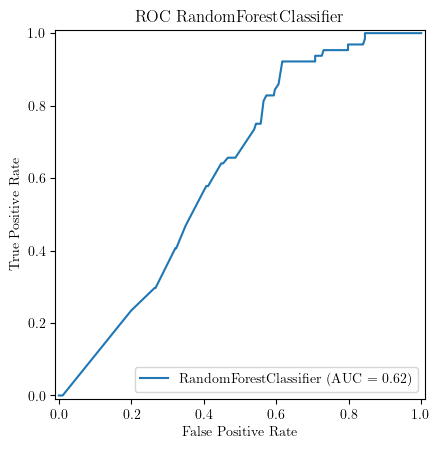 ROC RandomForestClassifier
1.0
0.8
0.6
0.4
0.2
0.0
True Positive Rate
RandomForestClassifier (AUC = 0.62)
0.0 0.2 0.4 0.6 0.8 1.0
False Positive Rate